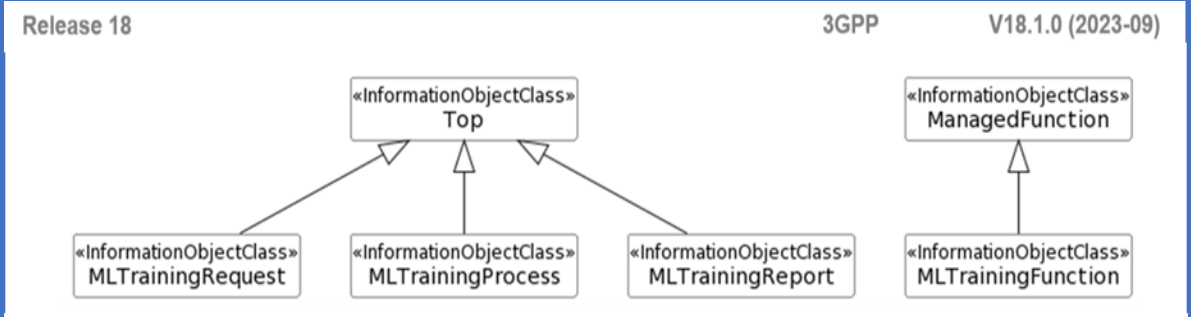 Release 18 3GPP V18.1.0 (2023-09)
«InformationObjectClass»
Top
«InformationObjectClass»
ManagedFunction
«InformationObjectClass»
MLTrainingRequest
«InformationObjectClass»
MLTrainingProcess
«InformationObjectClass»
MLTrainingReport
«InformationObjectClass»
MLTrainingFunction